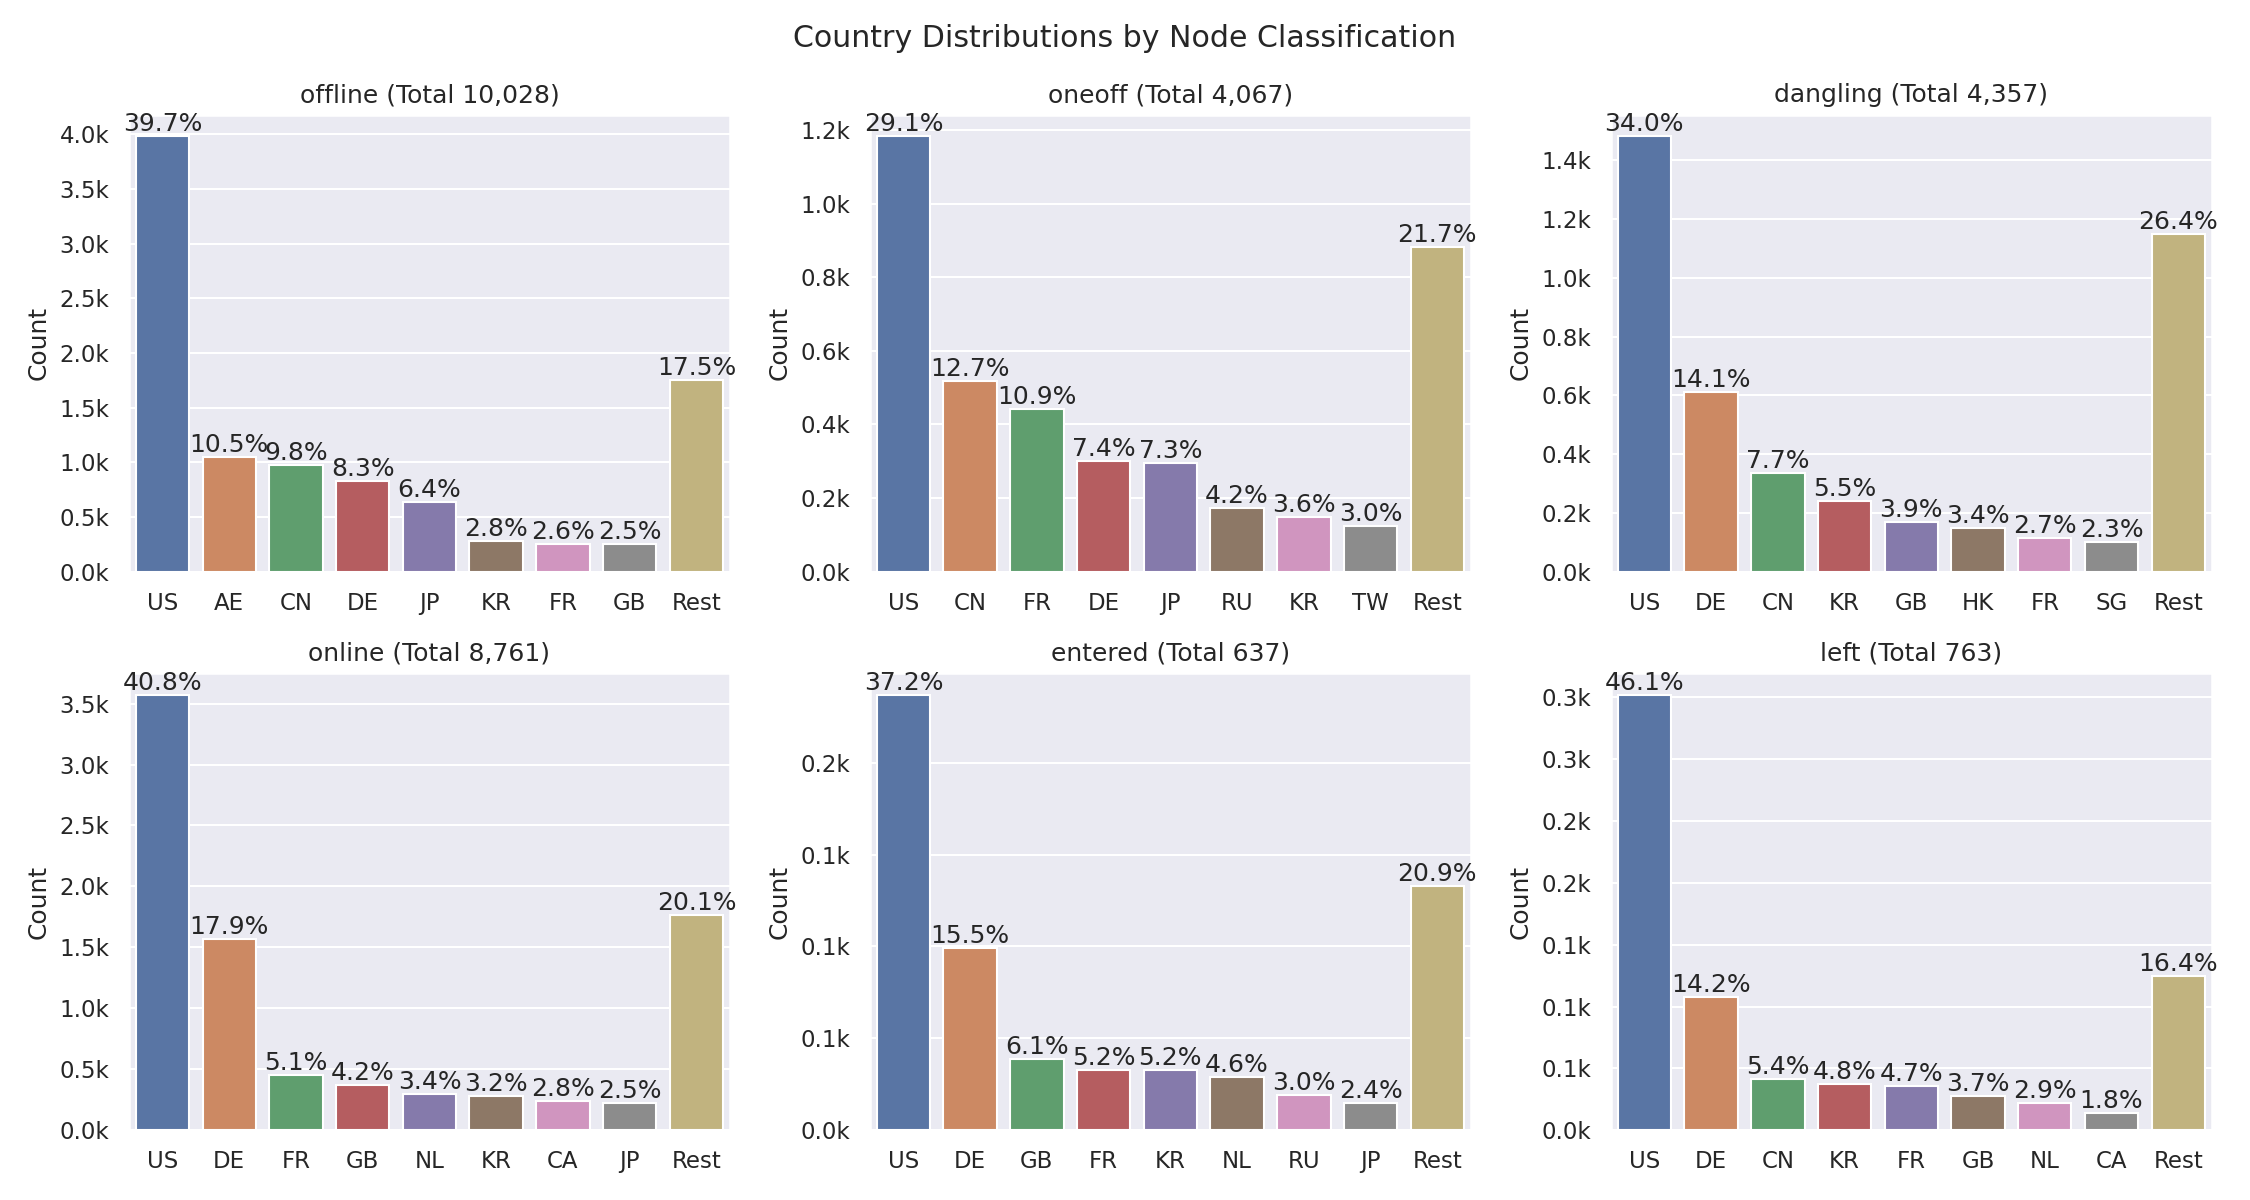 Country Distributions by Node Classification
offline (Total 10,028)
39.7%
10.5%
9.8%
8.3%
6.4%
2.8%
2.6%
2.5%
17.5%
4.0k
3.5k
3.0k
2.5k
2.0k
1.5k
1.0k
0.5k
0.0k
Count
US AE CN DE JP KR FR GB Rest
oneoff (Total 4,067)
29.1%
12.7%
10.9%
7.4%
7.3%
4.2%
3.6%
3.0%
21.7%
1.2k
1.0k
0.8k
0.6k
0.4k
0.2k
0.0k
Count
US CN FR DE JP RU KR TW Rest
dangling (Total 4,357)
34.0%
14.1%
7.7%
5.5%
3.9%
3.4%
2.7%
2.3%
26.4%
1.4k
1.2k
1.0k
0.8k
0.6k
0.4k
0.2k
0.0k
Count
US DE CN KR GB HK FR SG Rest
online (Total 8,761)
40.8%
17.9%
5.1%
4.2%
3.4%
3.2%
2.8%
2.5%
20.1%
3.5k
3.0k
2.5k
2.0k
1.5k
1.0k
0.5k
0.0k
Count
US DE FR GB NL KR CA JP Rest
entered (Total 637)
37.2%
15.5%
6.1%
5.2%
5.2%
4.6%
3.0%
2.4%
20.9%
0.2k
0.1k
0.1k
0.1k
0.0k
Count
US DE GB FR KR NL RU JP Rest
left (Total 763)
46.1%
14.2%
5.4%
4.8%
4.7%
3.7%
2.9%
1.8%
16.4%
0.3k
0.3k
0.2k
0.2k
0.1k
0.1k
0.1k
0.0k
Count
US DE CN KR FR GB NL CA Rest